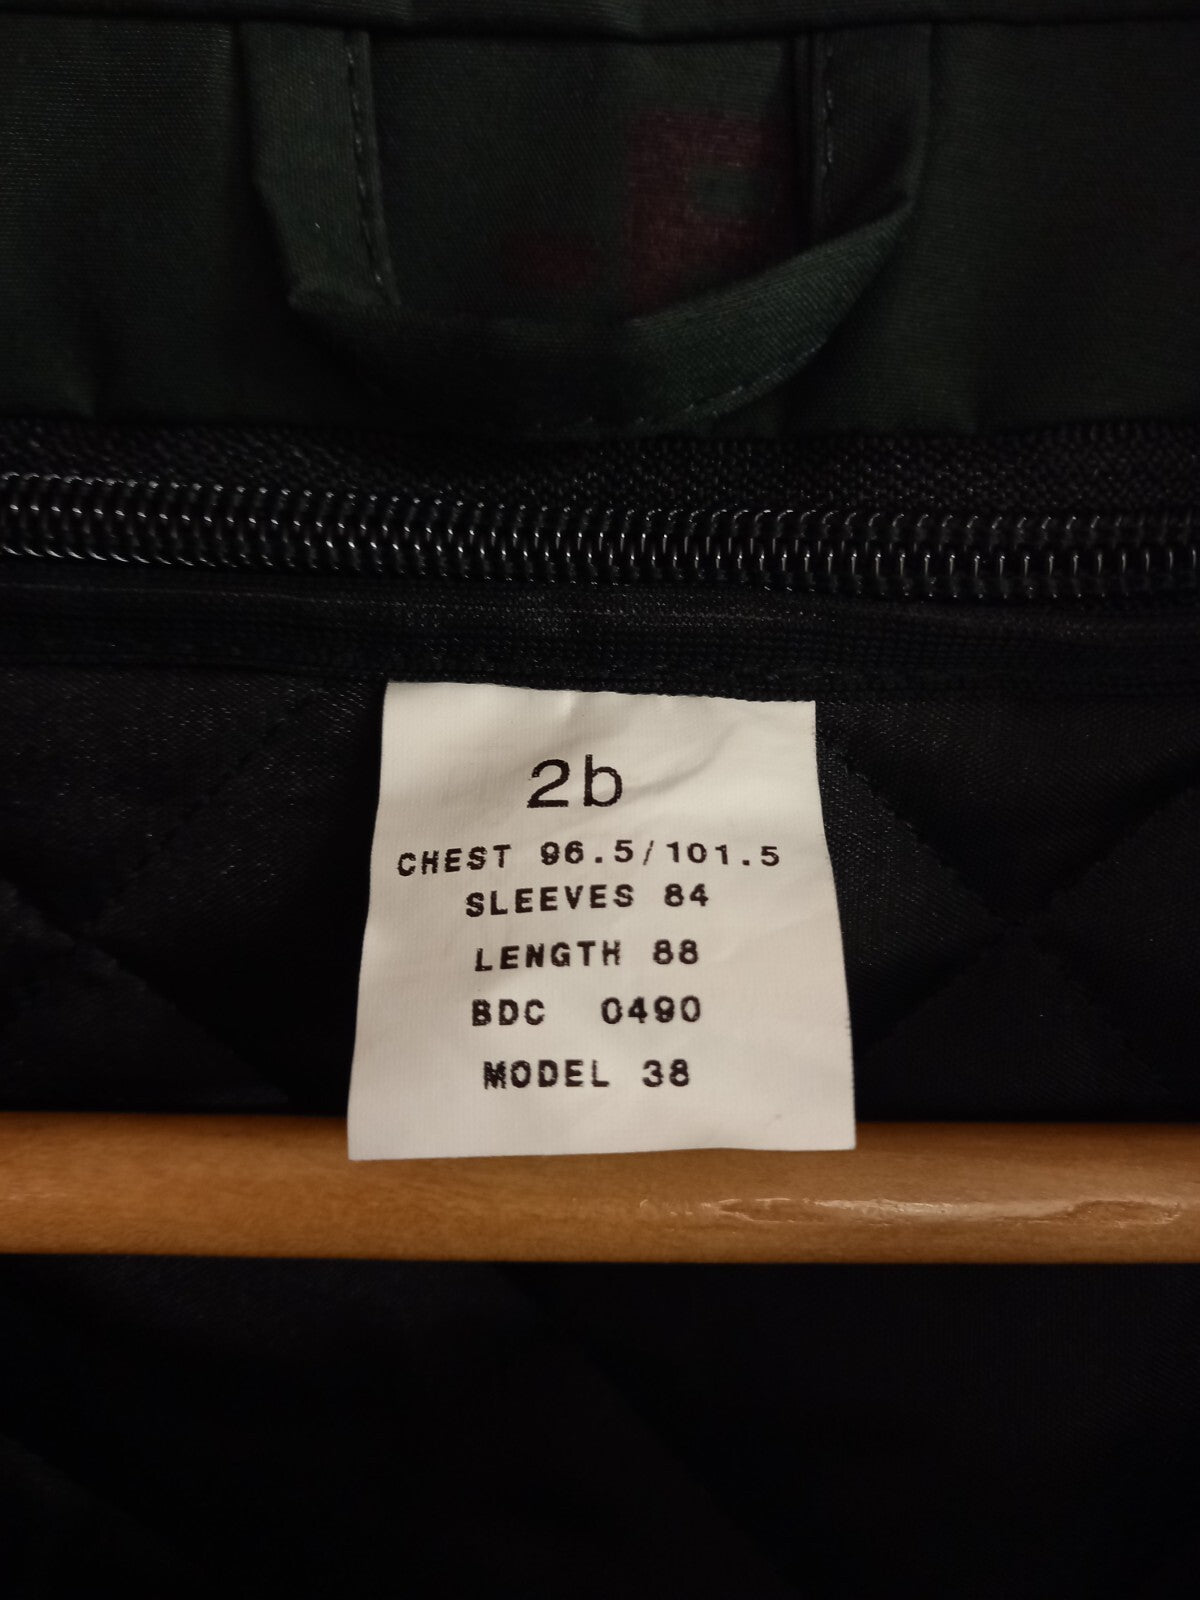 2b
CHEST 96.5/101.5
SLEEVES 84
LENGTH 88
BDC 0490
MODEL 38